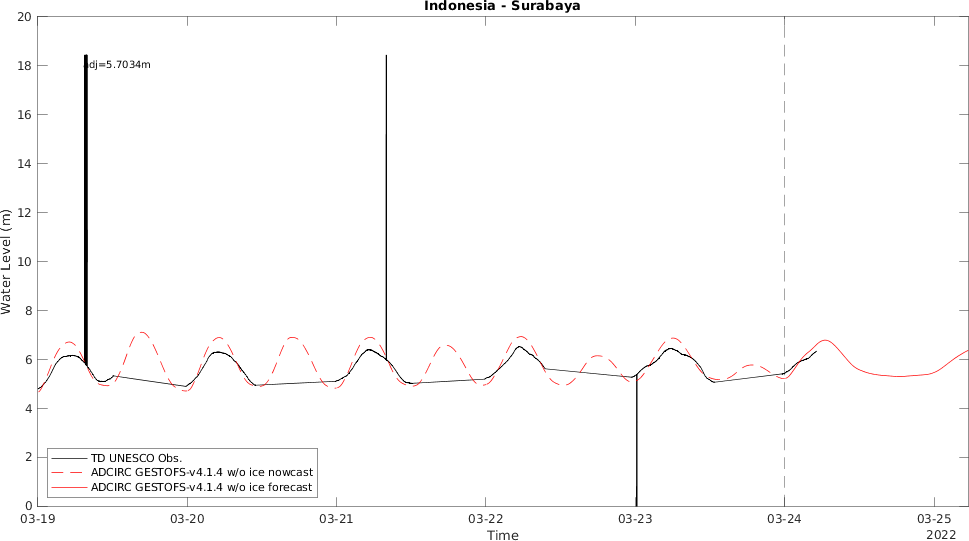 Indonesia - Surabaya
20
18
16
14
12
10
8
6
4
2
0
Water Level (m)
adj=5.7034m
TD UNESCO Obs.
ADCIRC GESTOFS-v4.1.4 w/o ice nowcast
ADCIRC GESTOFS-v4.1.4 w/o ice forecast
03-19
03-20
03-21
03-22
03-23
03-24
03-25
Time
2022